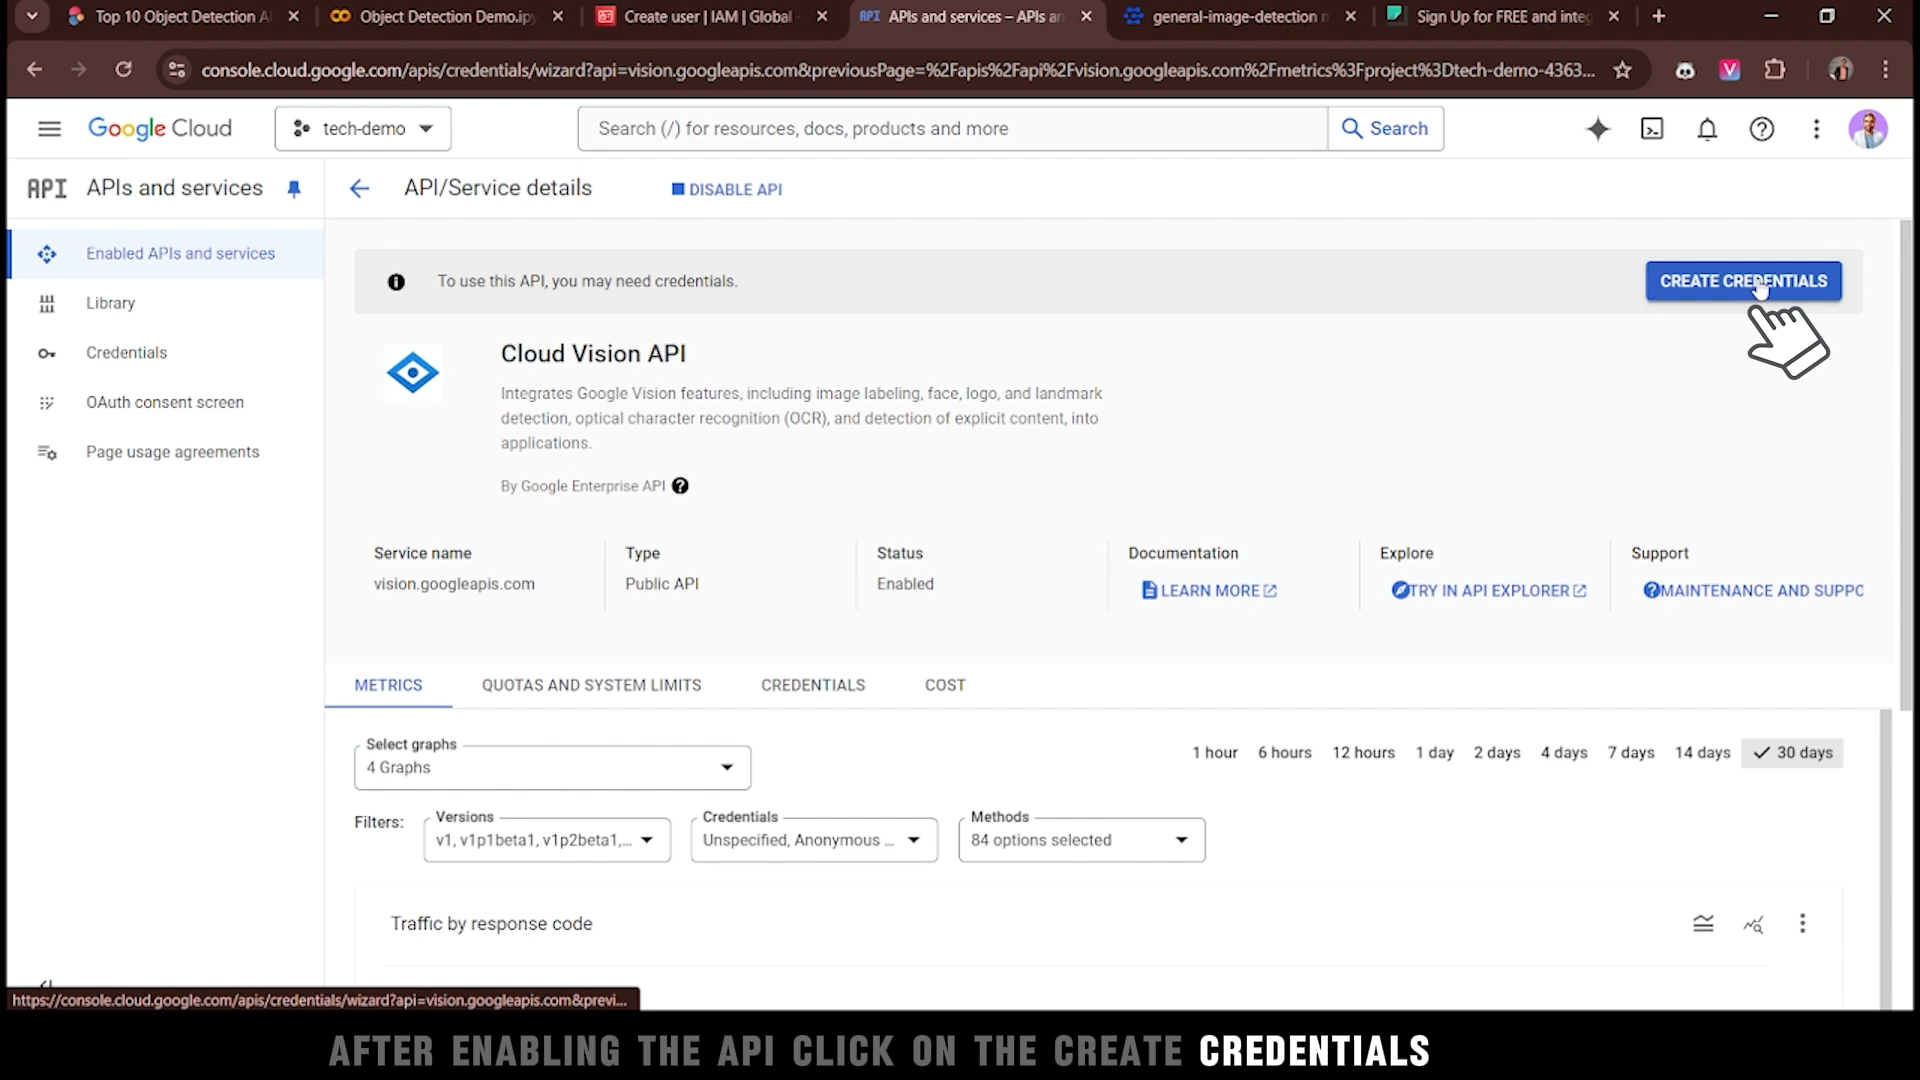 Top 10 Object Detection A
Object Detection Demo.ipy
Create user | IAM | Global
API APIs and services – APIs an
general-image-detection
Sign Up for FREE and integ
console.cloud.google.com/apis/credentials/wizard?api=vision.googleapis.com&previousPage=%2Fapis%2Fapi%2Fvision.googleapis.com%2Fmetrics%3Fproject%3Dtech-demo-4363...
Google Cloud
tech-demo
Search (/) for resources, docs, products and more
Search
API APIs and services
API/Service details
DISABLE API
Enabled APIs and services
Library
Credentials
OAuth consent screen
Page usage agreements
To use this API, you may need credentials.
CREATE CREDENTIALS
Cloud Vision API
Integrates Google Vision features, including image labeling, face, logo, and landmark
detection, optical character recognition (OCR), and detection of explicit content, into
applications.
By Google Enterprise API
Service name
vision.googleapis.com
Type
Public API
Status
Enabled
Documentation
LEARN MORE
Explore
TRY IN API EXPLORER
Support
MAINTENANCE AND SUPPO
METRICS
QUOTAS AND SYSTEM LIMITS
CREDENTIALS
COST
Select graphs
4 Graphs
1 hour
6 hours
12 hours
1 day
2 days
4 days
7 days
14 days
30 days
Filters:
Versions
v1, v1p1beta1, v1p2beta1,...
Credentials
Unspecified, Anonymous ...
Methods
84 options selected
Traffic by response code
https://console.cloud.google.com/apis/credentials/wizard?api=vision.googleapis.com&previ...
AFTER ENABLING THE API CLICK ON THE CREATE CREDENTIALS